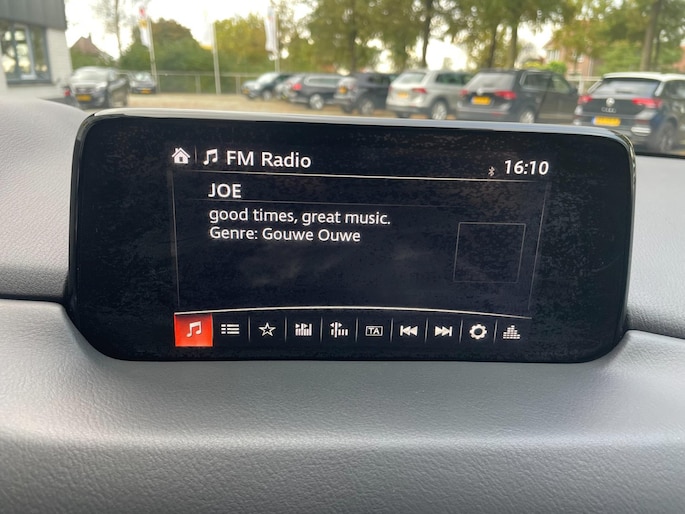 FM Radio
16:10
JOE
good times, great music.
Genre: Gouwe Ouwe
TA